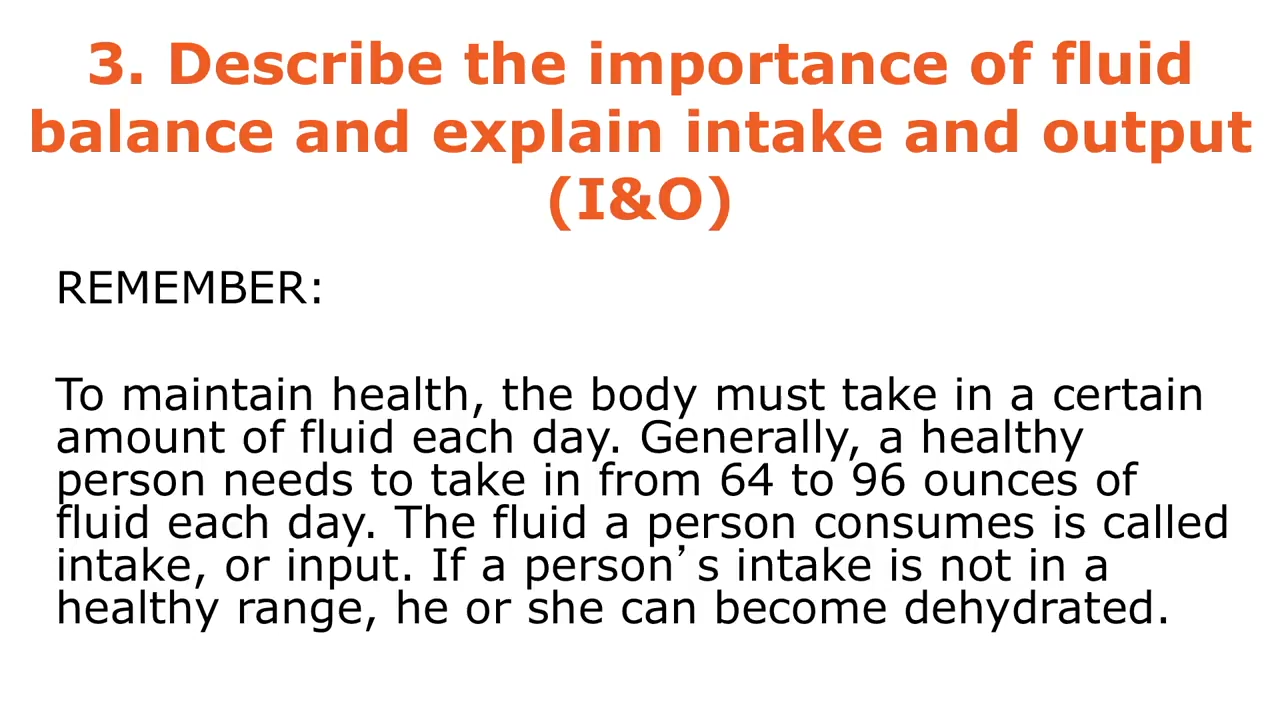 3. Describe the importance of fluid
balance and explain intake and output
(I&O)
REMEMBER:
To maintain health, the body must take in a certain
amount of fluid each day. Generally, a healthy
person needs to take in from 64 to 96 ounces of
fluid each day. The fluid a person consumes is called
intake, or input. If a person’s intake is not in a
healthy range, he or she can become dehydrated.